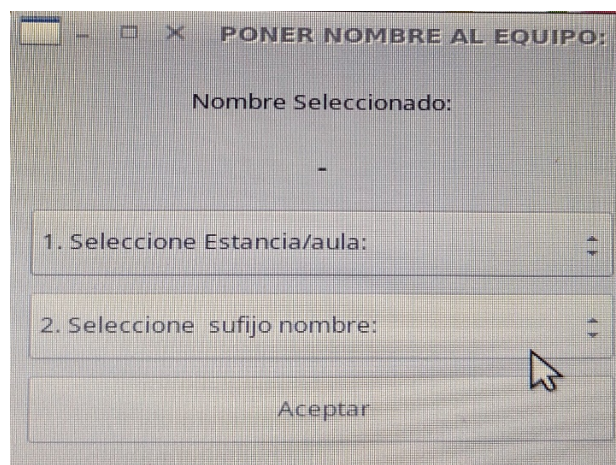 PONER NOMBRE AL EQUIPO:
Nombre Seleccionado:
-
1. Seleccione Estancia/aula:
2. Seleccione  sufijo nombre:
Aceptar